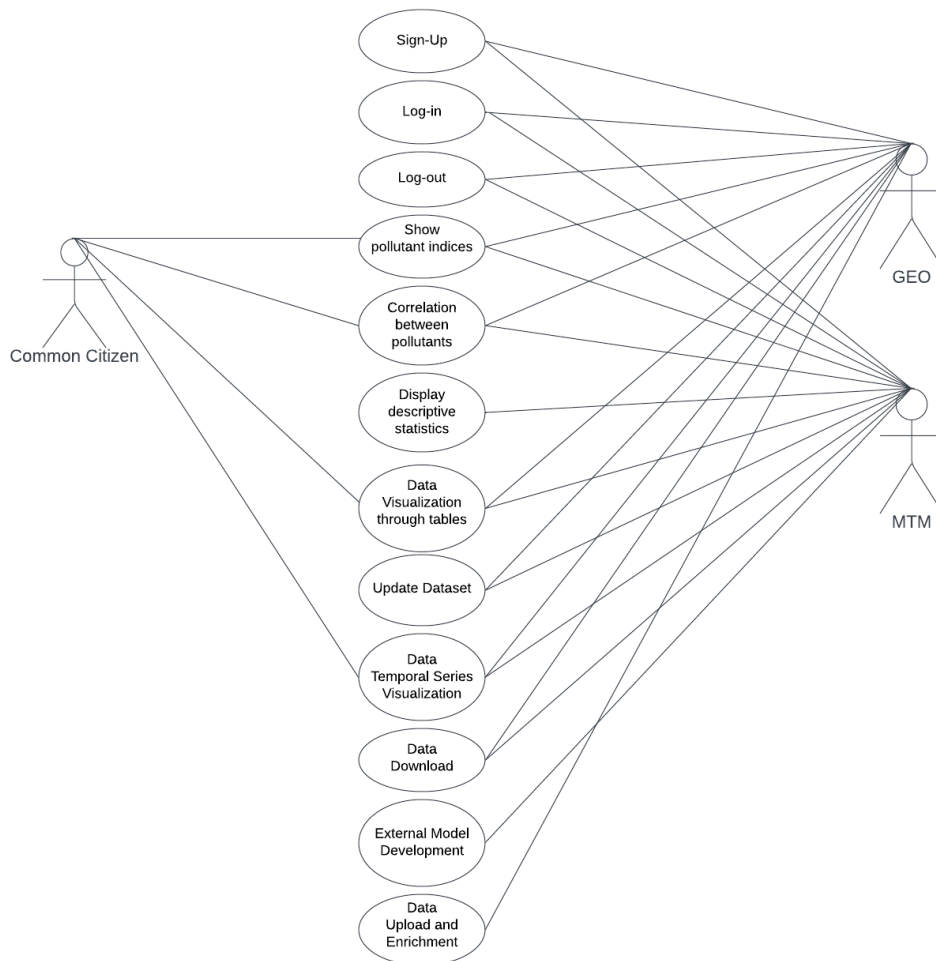 Sign-Up
Log-in
Log-out
Show
pollutant indices
Common Citizen
GEO
Correlation
between
pollutants
Display
descriptive
statistics
Data
Visualization
through tables
MTM
Update Dataset
Data
Temporal Series
Visualization
Data
Download
External Model
Development
Data
Upload and
Enrichment